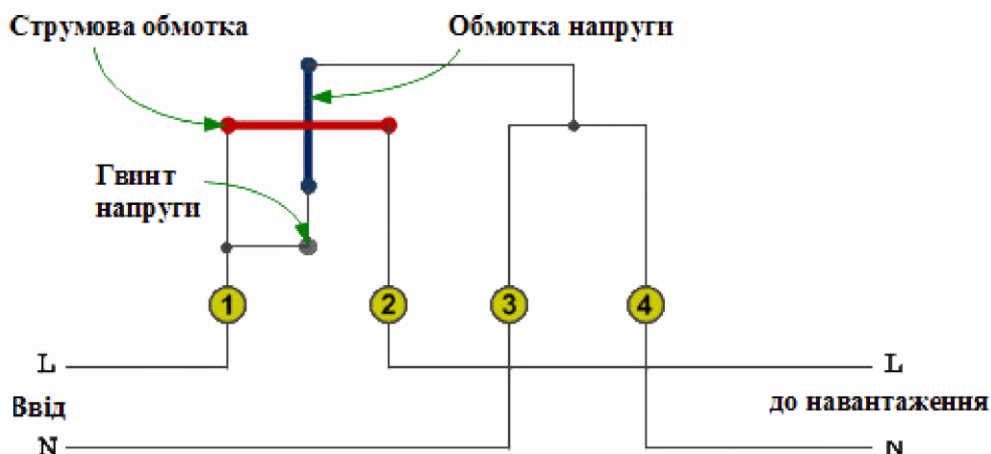 Струмова обмотка
Обмотка напруги
Гвинт
напруги
1
2
3
4
L
L
Ввід
до навантаження
N
N